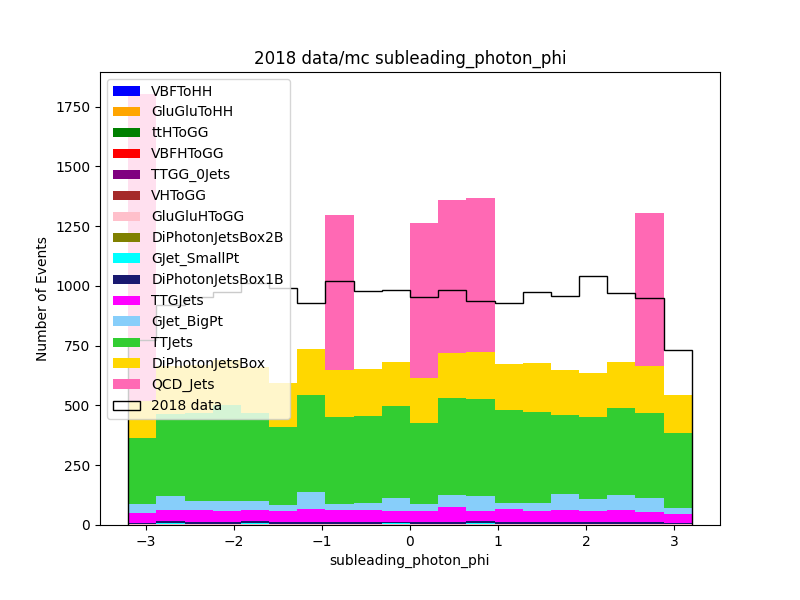 2018 data/mc subleading_photon_phi
VBFToHH
GluGluToHH
ttHToGG
VBFHToGG
TTGG_0Jets
VHToGG
GluGluHToGG
DiPhotonJetsBox2B
GJet_SmallPt
DiPhotonJetsBox1B
TTGJets
GJet_BigPt
TTJets
DiPhotonJetsBox
QCD_Jets
2018 data
Number of Events
1750
1500
1250
1000
750
500
250
0
−3 −2 −1 0 1 2 3
subleading_photon_phi